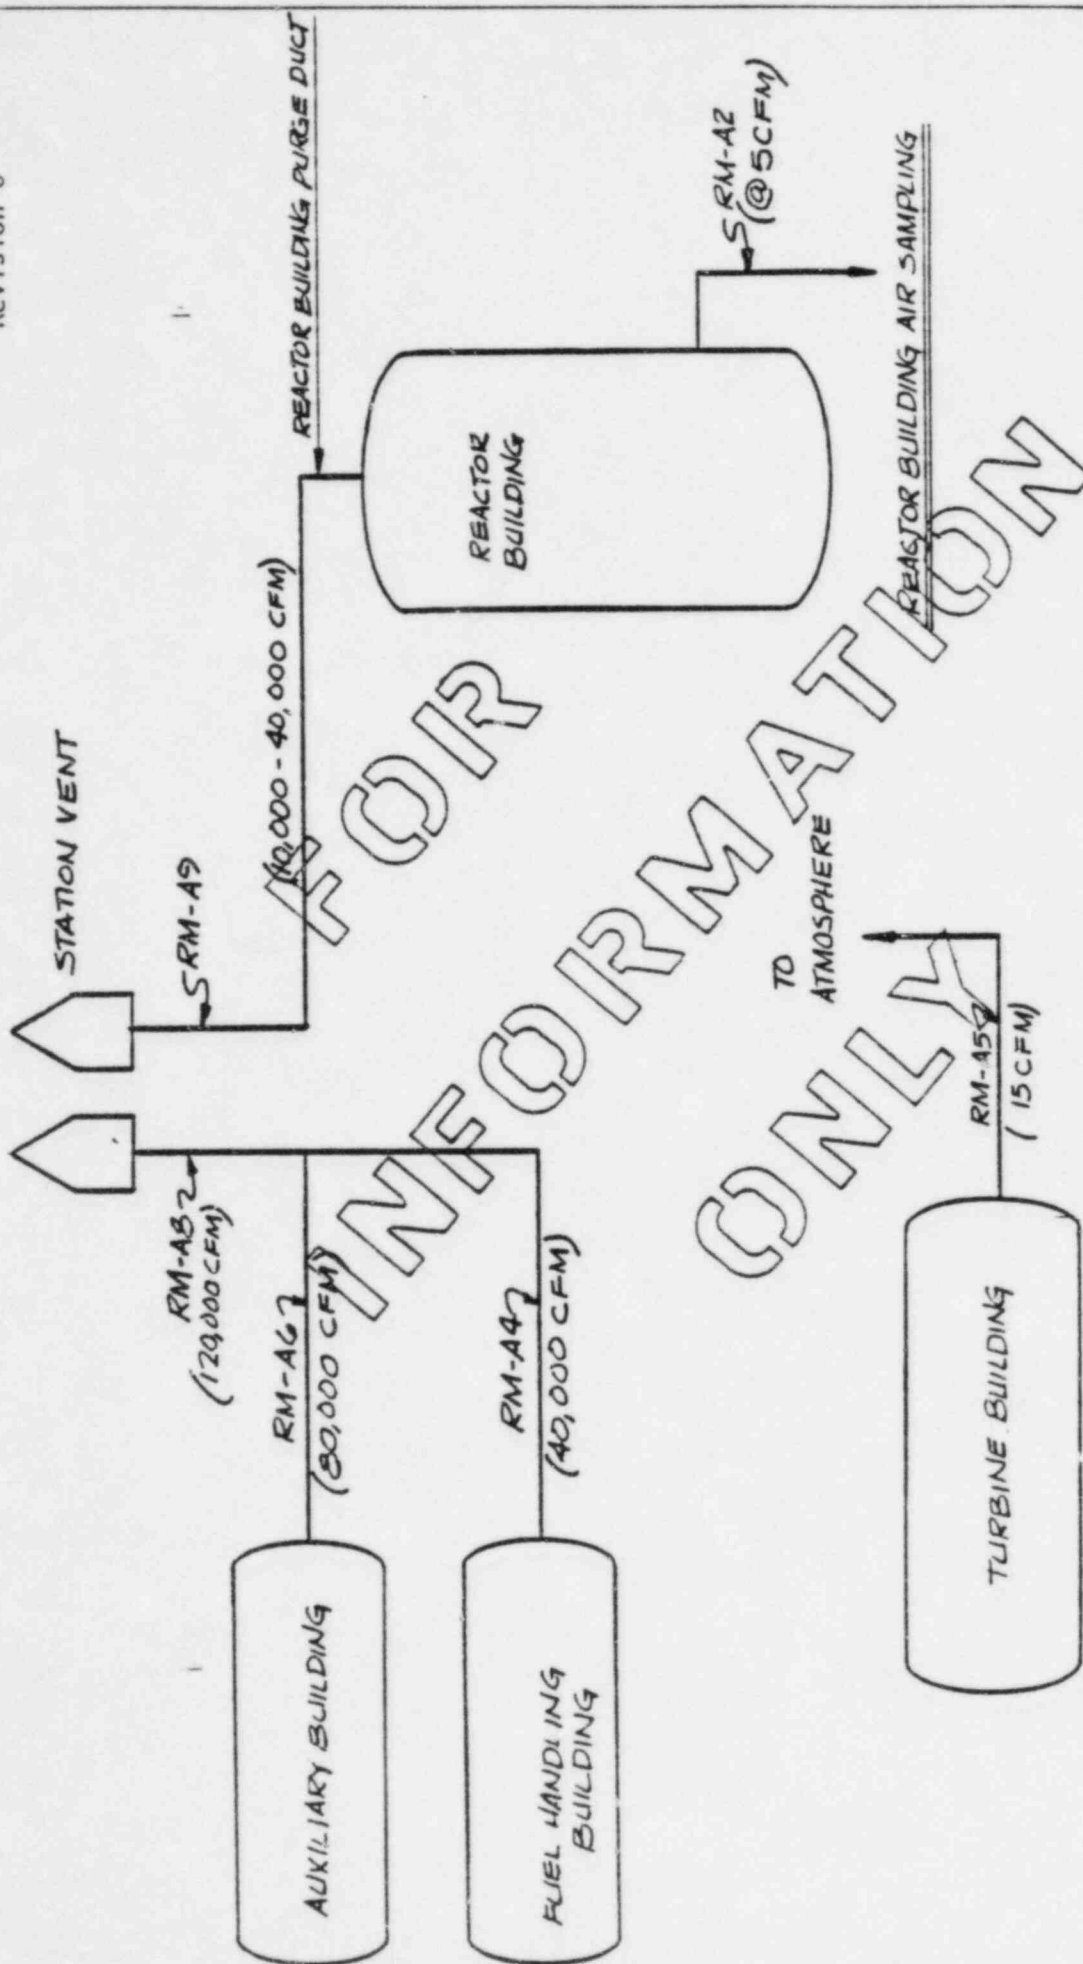 STATION VENT
RM-A8
(120,000 CFM)
RM-A9
RM-A6
(80,000 CFM)
(10,000 - 40,000 CFM)
REACTOR BUILDING PURGE DUCT
AUXILIARY BUILDING
RM-A4
(40,000 CFM)
FUEL HANDLING
BUILDING
REACTOR
BUILDING
RM-A2
(@5CFM)
REACTOR BUILDING AIR SAMPLING
TO
ATMOSPHERE
RM-A5
(15 CFM)
TURBINE BUILDING
FOR
INFORMATION
ONLY